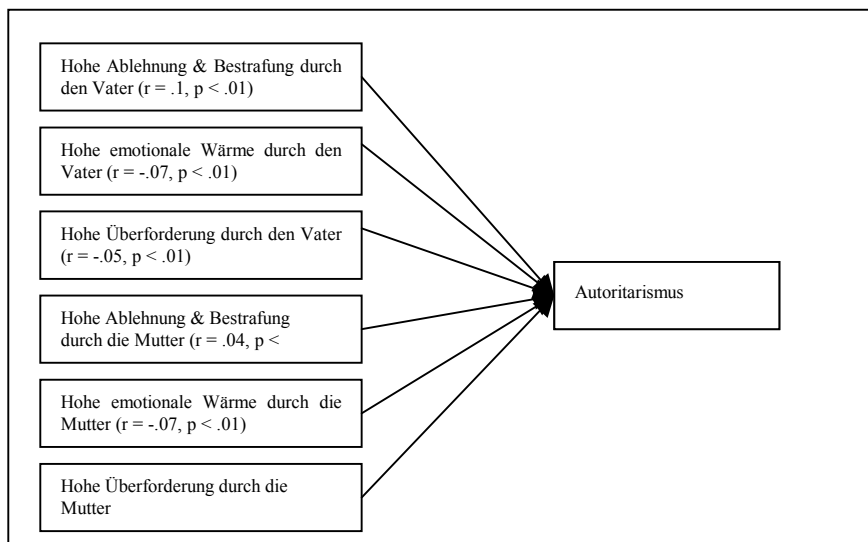 Hohe Ablehnung & Bestrafung durch
den Vater (r = .1, p < .01)
Hohe emotionale Wärme durch den
Vater (r = -.07, p < .01)
Hohe Überforderung durch den Vater
(r = -.05, p < .01)
Hohe Ablehnung & Bestrafung
durch die Mutter (r = .04, p <
Hohe emotionale Wärme durch die
Mutter (r = -.07, p < .01)
Hohe Überforderung durch die
Mutter
Autoritarismus